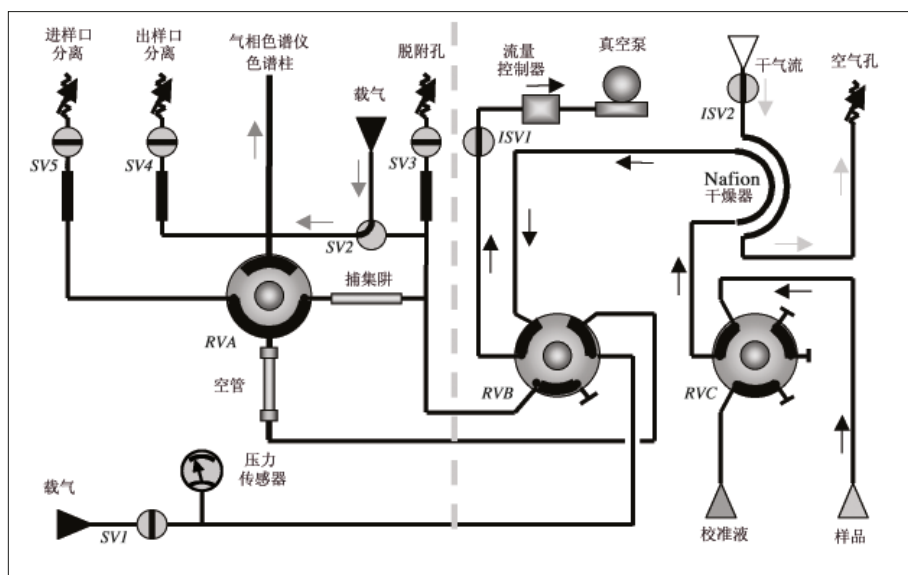 进样口
分离
出样口
分离
气相色谱仪
色谱柱
载气
脱附孔
流量
控制器
真空泵
干气流
空气孔
SV5
SV4
SV3
SV2
ISV1
ISV2
Nafion
干燥器
捕集阱
RVA
空管
RVB
RVC
压力
传感器
载气
SV1
校准液
样品